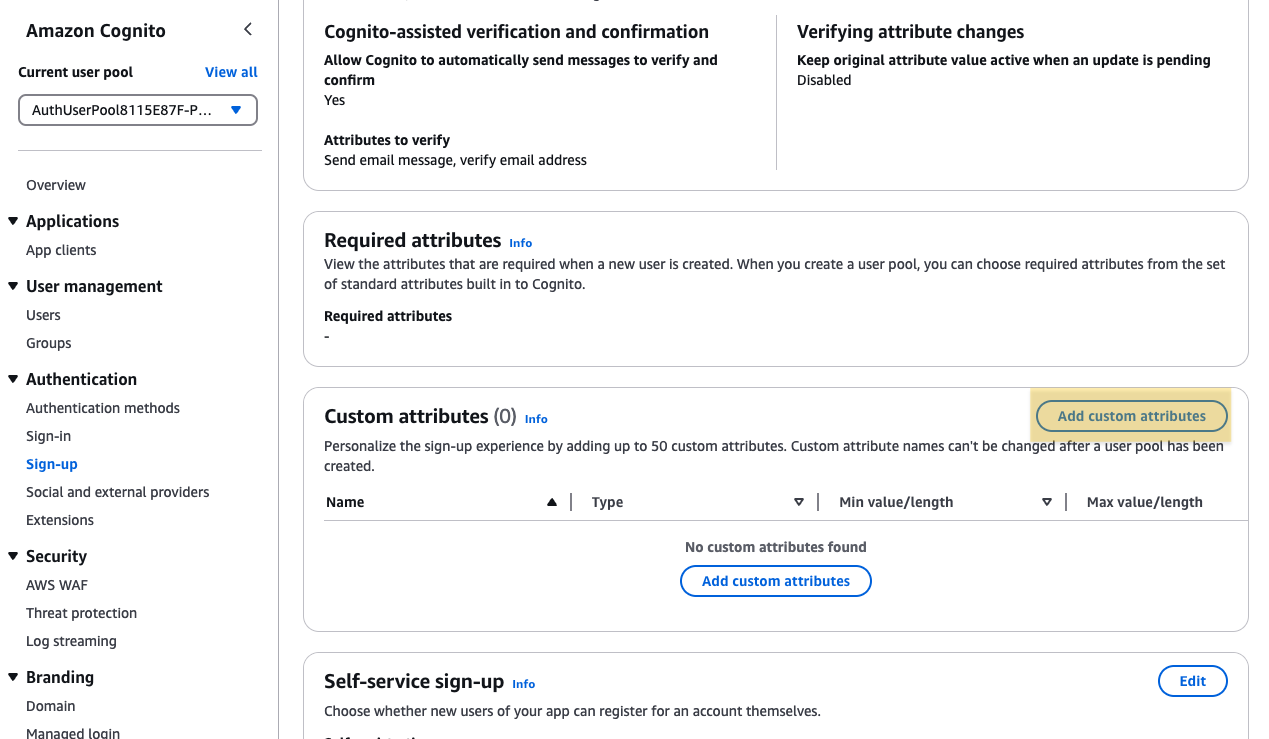 Amazon Cognito
Current user pool
View all
AuthUserPool8115E87F-P...
Overview
Applications
App clients
User management
Users
Groups
Authentication
Authentication methods
Sign-in
Sign-up
Social and external providers
Extensions
Security
AWS WAF
Threat protection
Log streaming
Branding
Domain
Managed login
Cognito-assisted verification and confirmation
Allow Cognito to automatically send messages to verify and
confirm
Yes
Attributes to verify
Send email message, verify email address
Verifying attribute changes
Keep original attribute value active when an update is pending
Disabled
Required attributes Info
View the attributes that are required when a new user is created. When you create a user pool, you can choose required attributes from the set
of standard attributes built in to Cognito.
Required attributes
-
Custom attributes (0) Info
Add custom attributes
Personalize the sign-up experience by adding up to 50 custom attributes. Custom attribute names can't be changed after a user pool has been
created.
Name
Type
Min value/length
Max value/length
No custom attributes found
Add custom attributes
Self-service sign-up Info
Edit
Choose whether new users of your app can register for an account themselves.